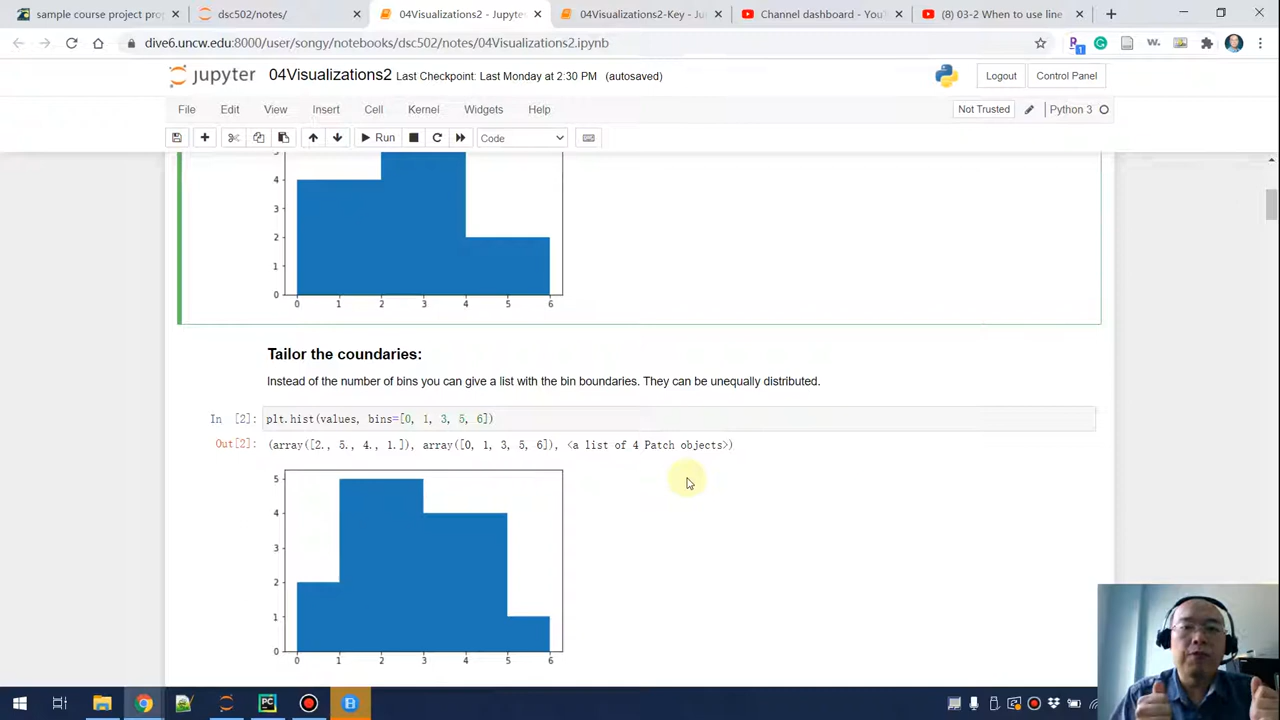 sample course project prop
dsc502/notes/
04Visualizations2 - Jupyte
04Visualizations2-Key - Ju
Channel dashboard - You
(8) 03-2 When to use line
dive6.uncw.edu:8000/user/songy/notebooks/dsc502/notes/04Visualizations2.ipynb
jupyter 04Visualizations2 Last Checkpoint: Last Monday at 2:30 PM (autosaved)
Logout Control Panel
File Edit View Insert Cell Kernel Widgets Help
Not Trusted Python 3
Run Code
4
3
2
1
0
0 1 2 3 4 5 6
Tailor the coundaries:
Instead of the number of bins you can give a list with the bin boundaries. They can be unequally distributed.
In [2]: plt.hist(values, bins=[0, 1, 3, 5, 6])
Out[2]: (array([2., 5., 4., 1.]), array([0, 1, 3, 5, 6]), <a list of 4 Patch objects>)
5
4
3
2
1
0
0 1 2 3 4 5 6